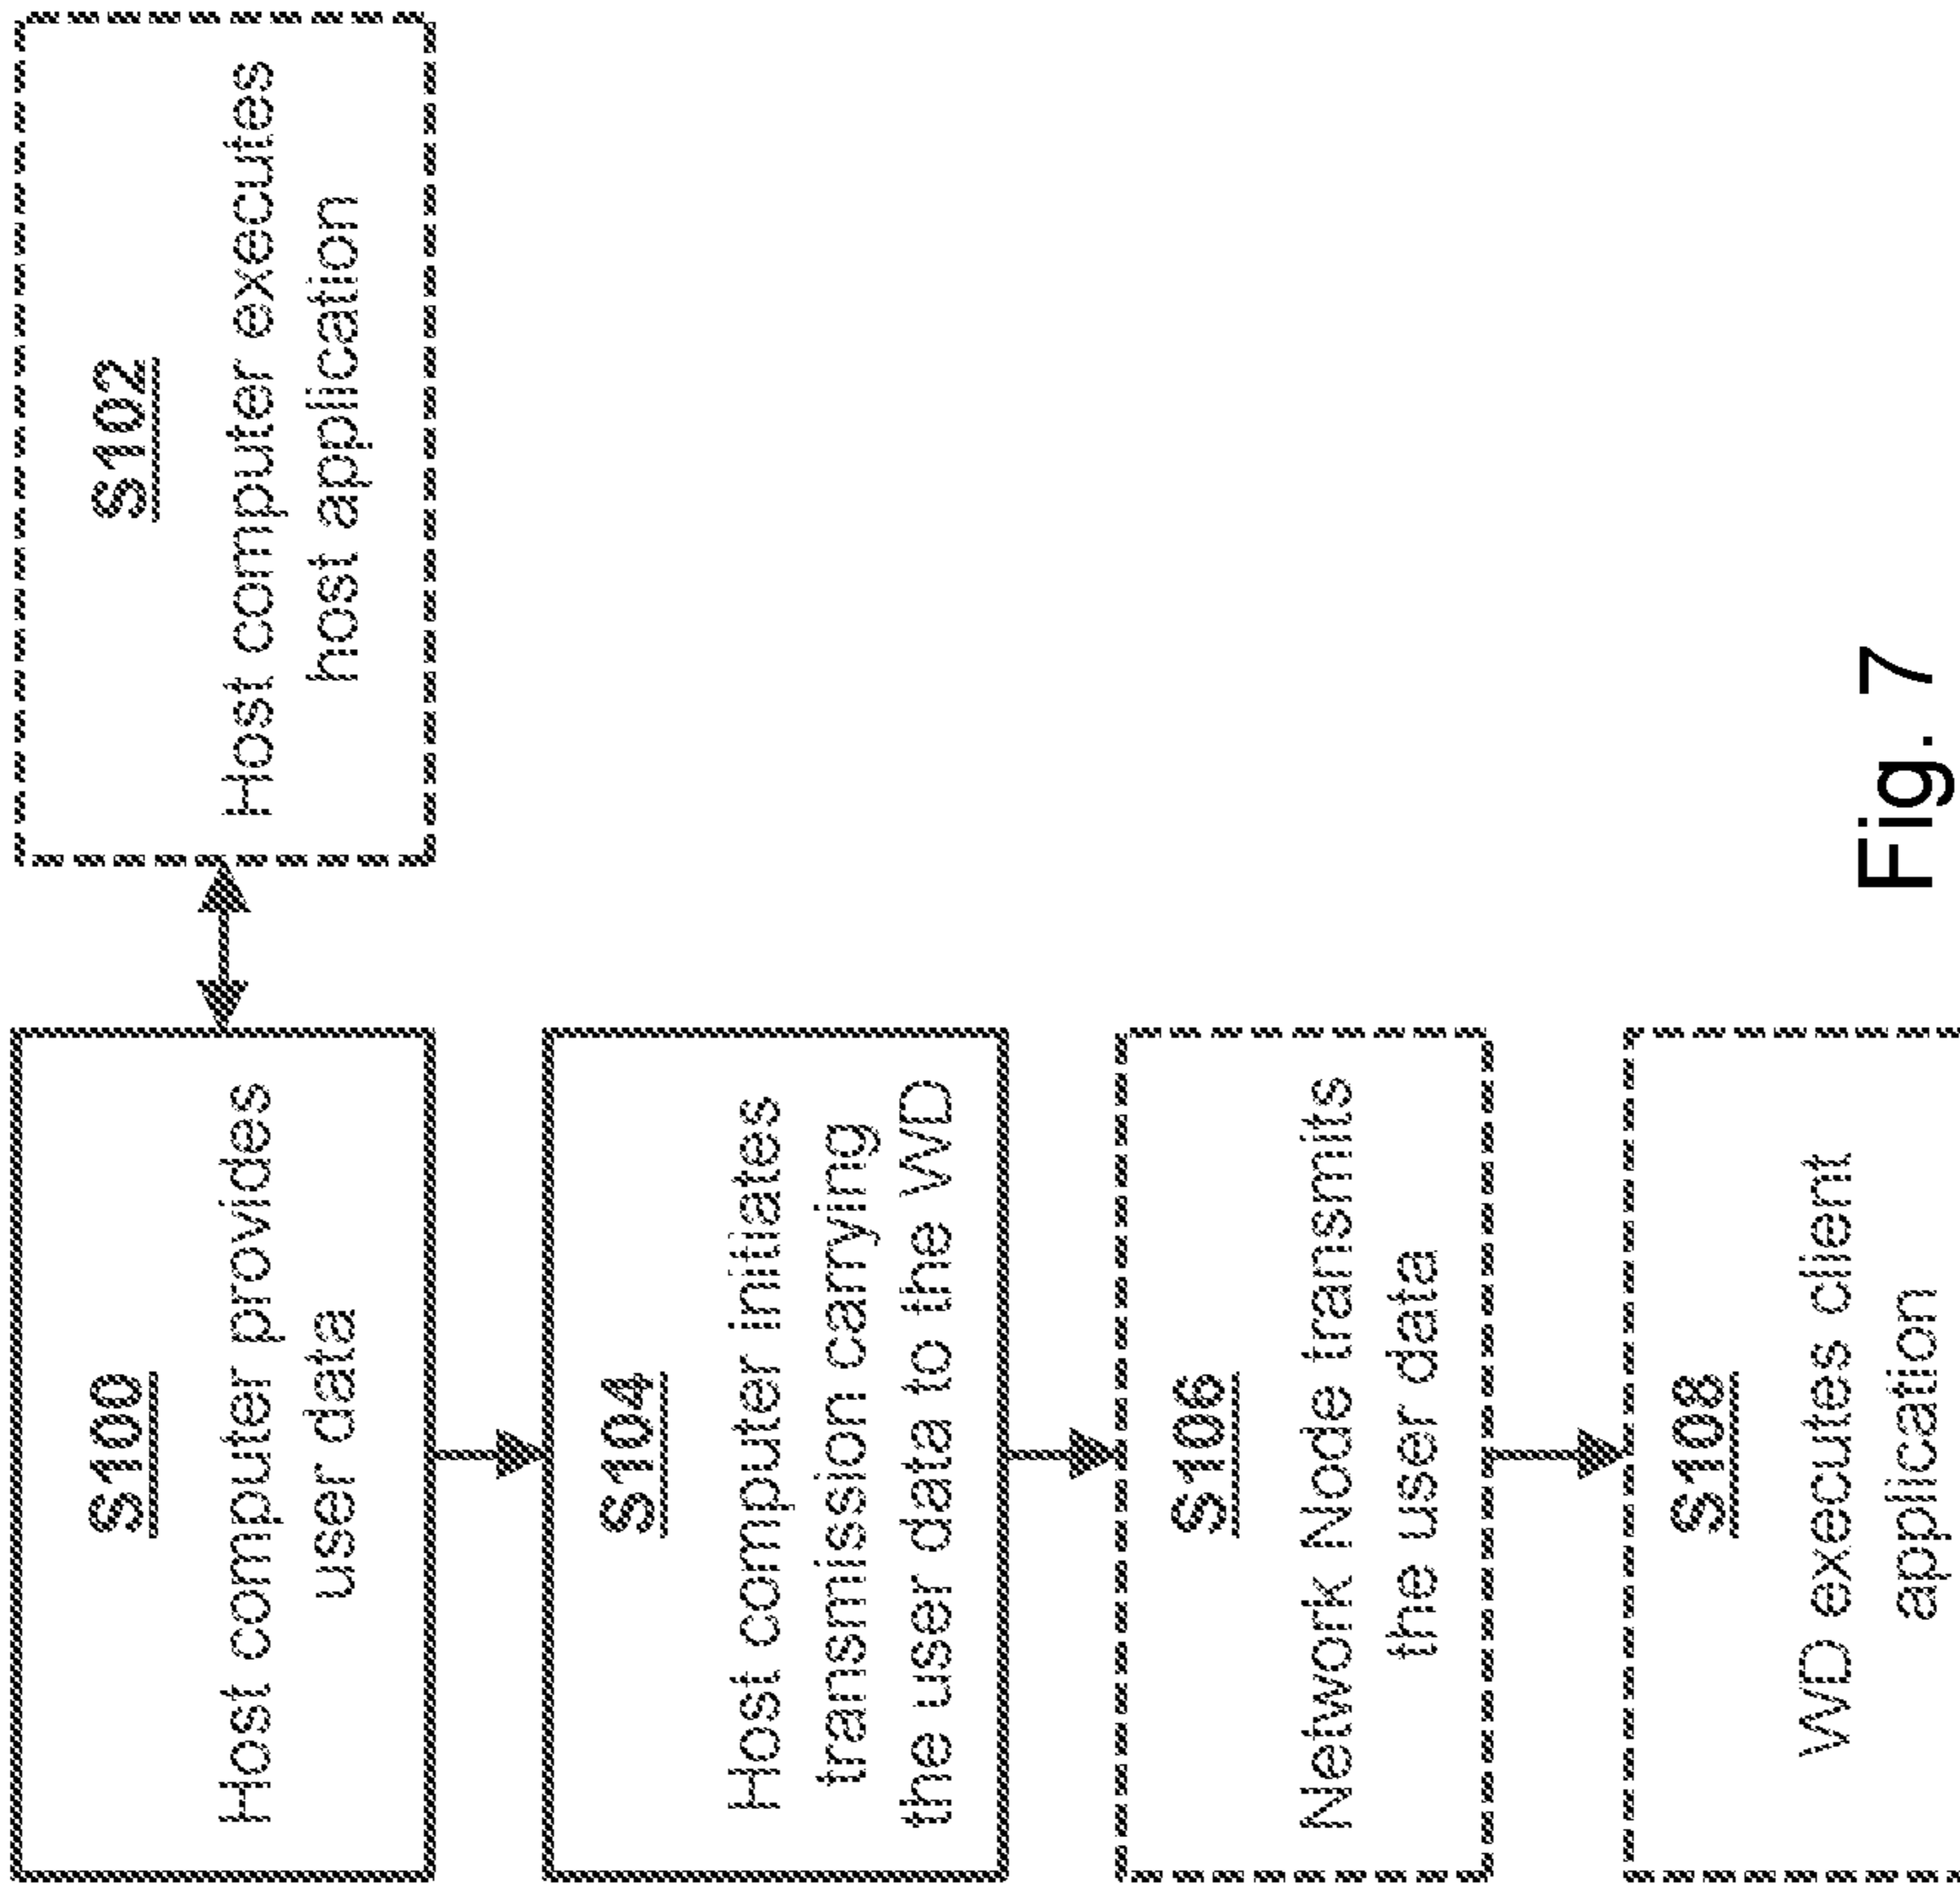 S100
Host computer provides
user data
S102
Host computer executes
host application
S104
Host computer initiates
transmission carrying
the user data to the WD
S106
Network Node transmits
the user data
S108
WD executes client
application
Fig. 7